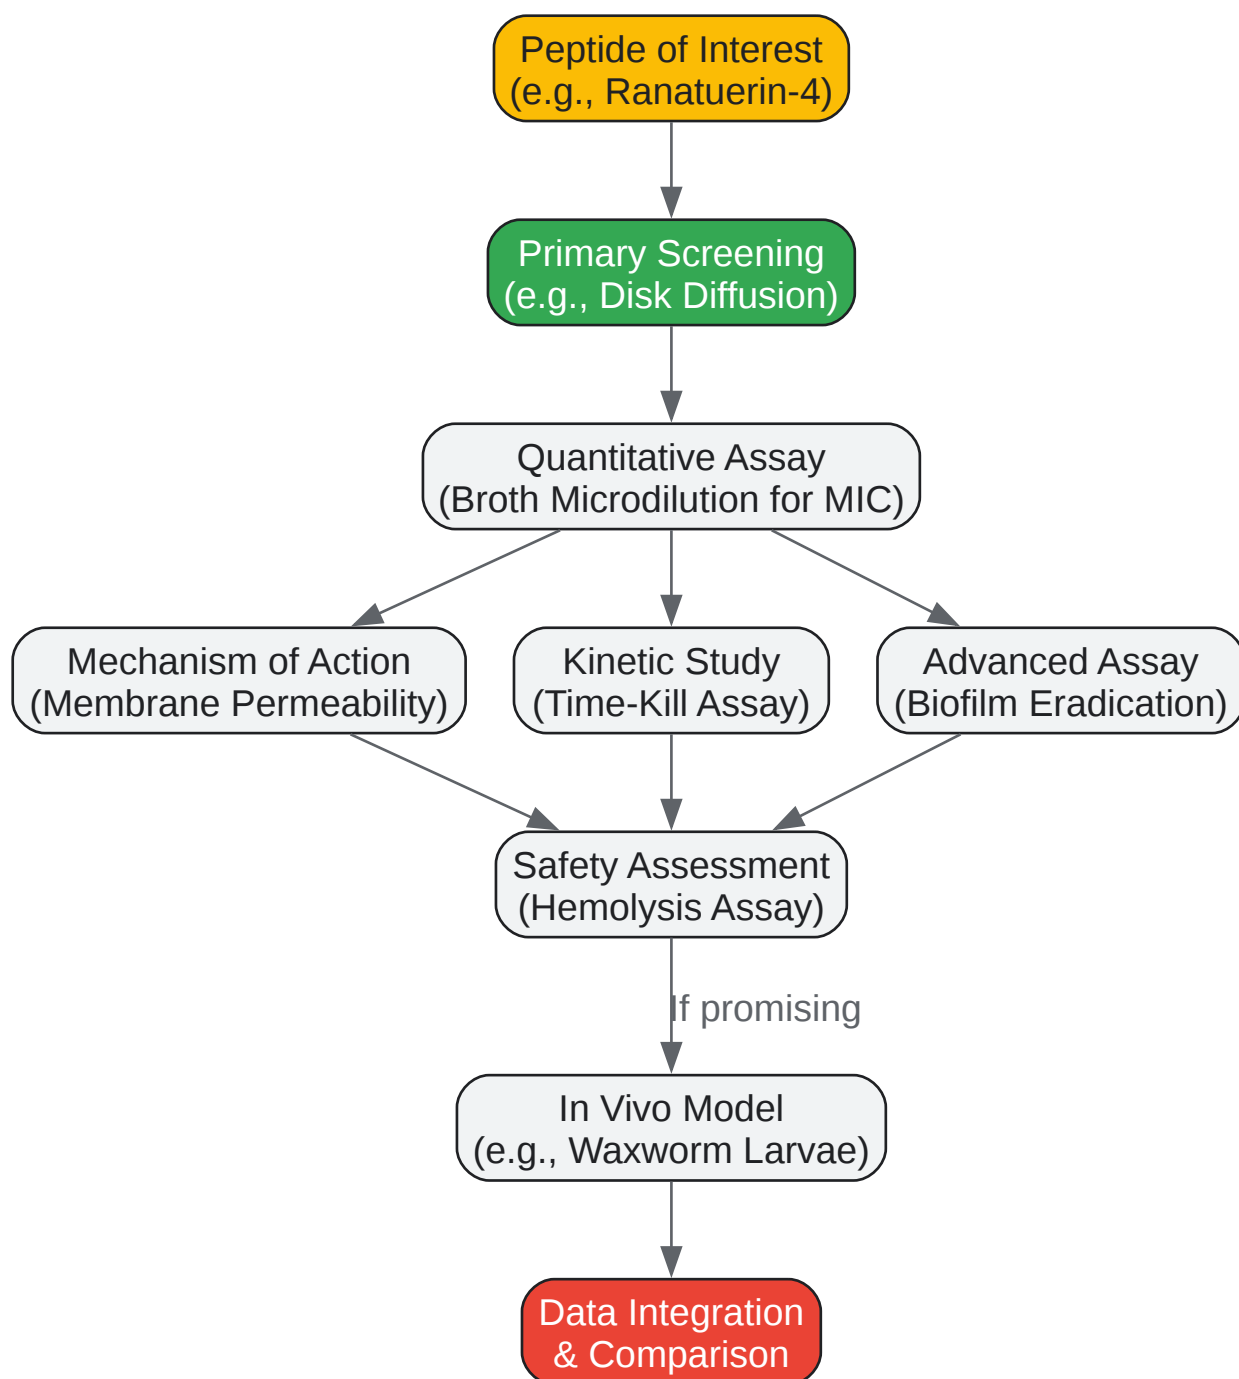 Peptide of Interest
(e.g., Ranatuerin-4)
Primary Screening
(e.g., Disk Diffusion)
Quantitative Assay
(Broth Microdilution for MIC)
Mechanism of Action
(Membrane Permeability)
Kinetic Study
(Time-Kill Assay)
Advanced Assay
(Biofilm Eradication)
Safety Assessment
(Hemolysis Assay)
If promising
In Vivo Model
(e.g., Waxworm Larvae)
Data Integration
& Comparison